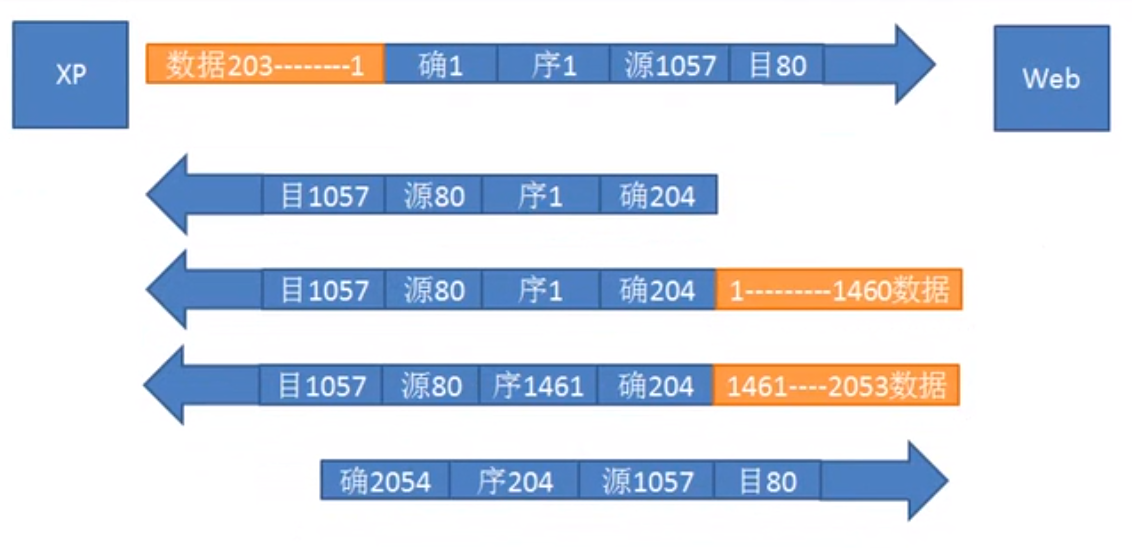 XP
数据203--------1 确1 序1 源1057 目80
Web
目1057 源80 序1 确204
目1057 源80 序1 确204 1---------1460数据
目1057 源80 序1461 确204 1461----2053数据
确2054 序204 源1057 目80